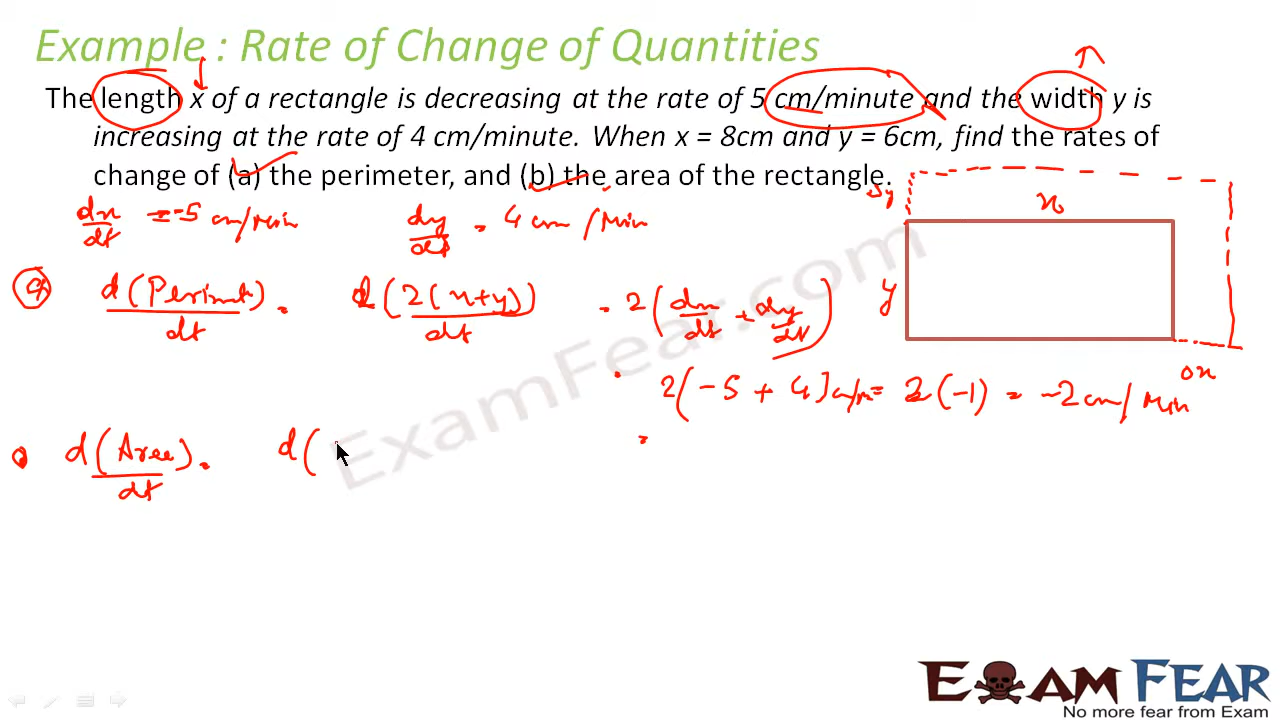 Example : Rate of Change of Quantities
The length x of a rectangle is decreasing at the rate of 5 cm/minute and the width y is
increasing at the rate of 4 cm/minute. When x = 8cm and y = 6cm, find the rates of
change of (a) the perimeter, and (b) the area of the rectangle.
dx/dt = -5 cm/Min dy/dt = 4 cm/Min
Δy
x
y
Δx
a d(Perimt)/dt = d(2(x+y))/dt = 2(dx/dt + dy/dt)
= 2(-5 + 4) cm/m = 2(-1) = -2 cm/Min
d(Area)/dt = d( =
ExamFear.com
EXAM FEAR
No more fear from Exam